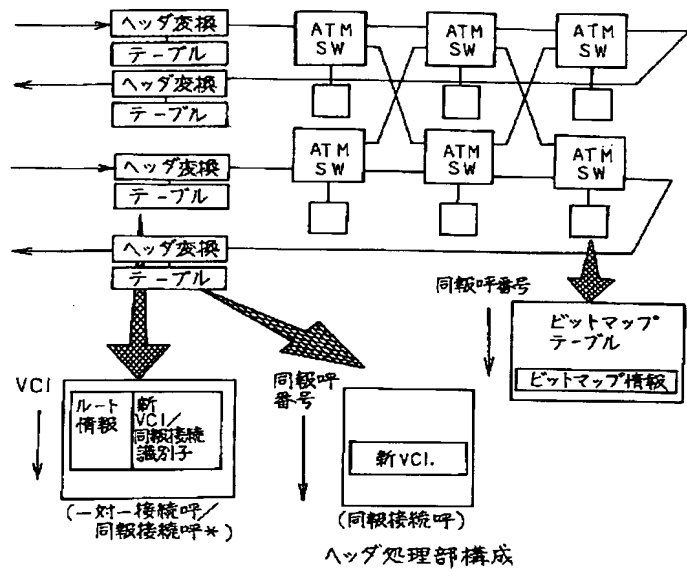 ヘッダ変換
テーブル
ヘッダ変換
テーブル
ヘッダ変換
テーブル
ヘッダ変換
テーブル
ATM
SW
ATM
SW
ATM
SW
ATM
SW
ATM
SW
ATM
SW
同報呼番号
ビットマップ
テーブル
ビットマップ情報
VCI
ルート
情報
新
VCI/
同報接続
識別子
(一対一接続呼/
同報接続呼*)
同報呼
番号
新VCI.
(同報接続呼)
ヘッダ処理部構成